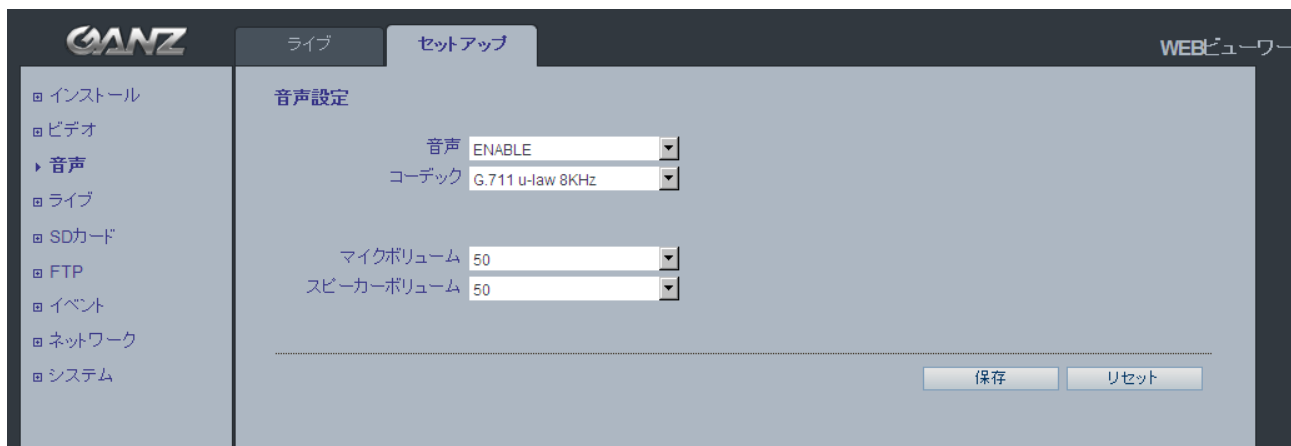 GANZ
ライブ
セットアップ
WEBビューワー
インストール
ビデオ
音声
ライブ
SDカード
FTP
イベント
ネットワーク
システム
音声設定
音声 ENABLE
コーデック G.711 u-law 8KHz
マイクボリューム 50
スピーカーボリューム 50
保存
リセット